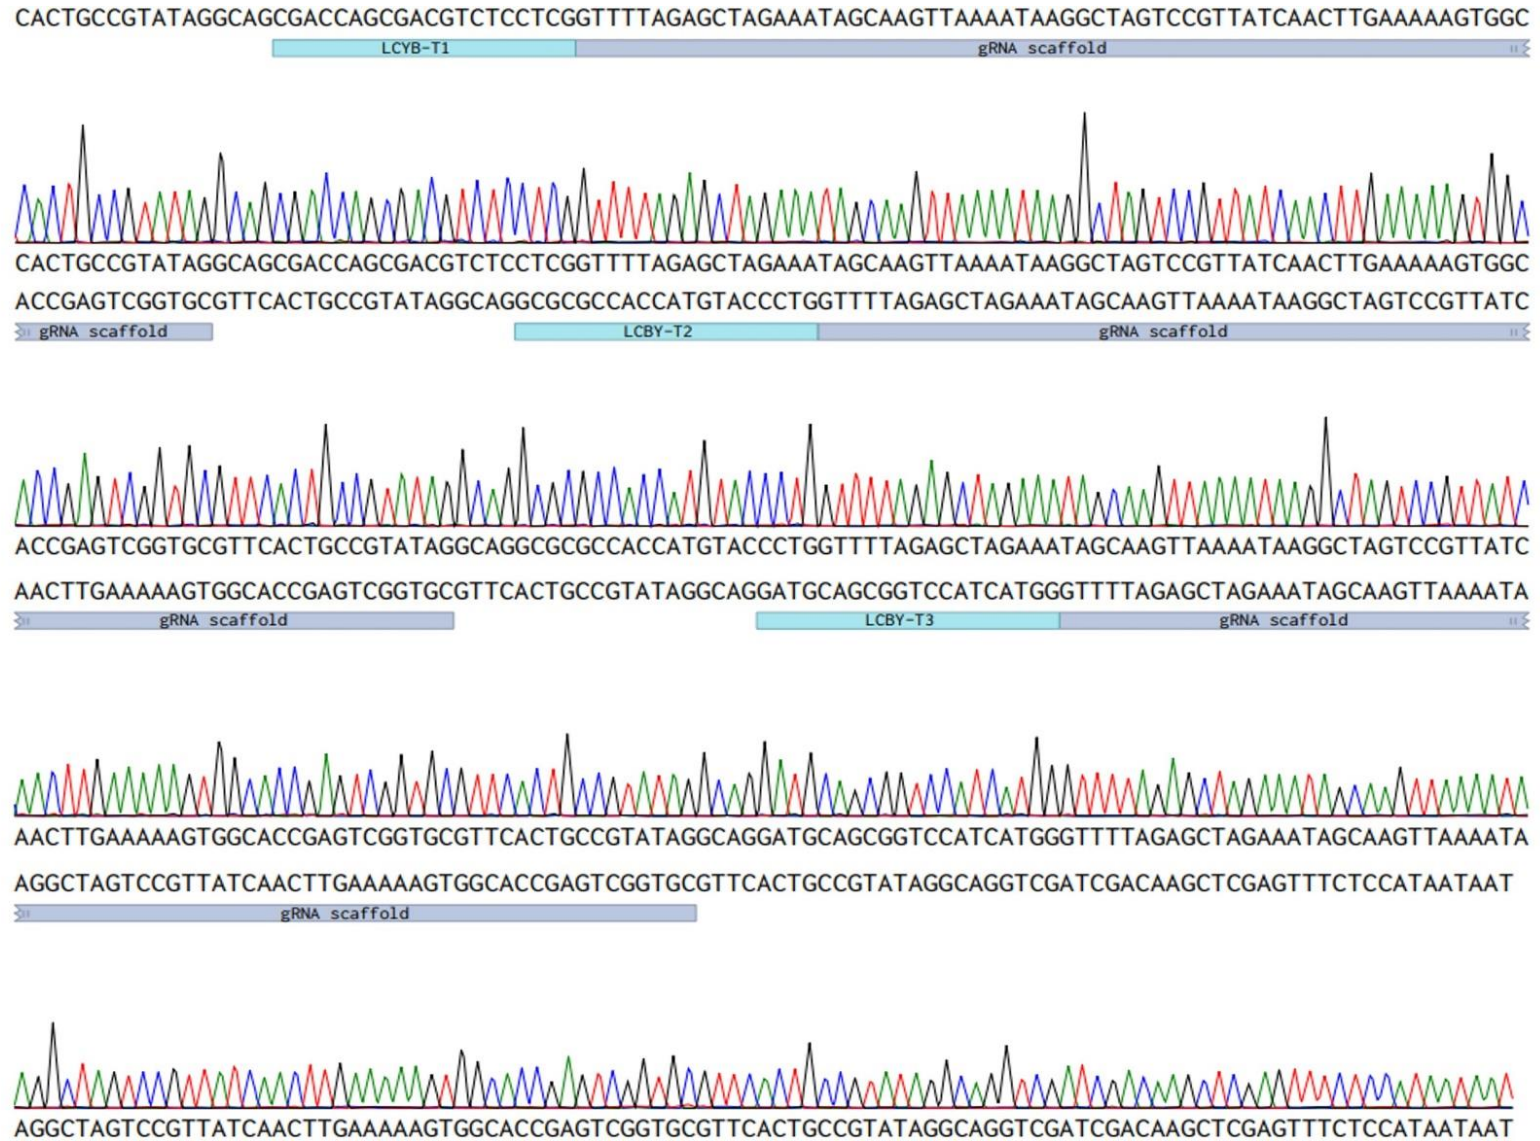 CACTGCCGTATAGGCAGCGACCAGCGACGTCTCCTCGGTTTTAGAGCTAGAAATAGCAAGTTAAAATAAGGCTAGTCCGTTATCAACTTGAAAAAGTGGC
LCYB-T1 gRNA scaffold
CACTGCCGTATAGGCAGCGACCAGCGACGTCTCCTCGGTTTTAGAGCTAGAAATAGCAAGTTAAAATAAGGCTAGTCCGTTATCAACTTGAAAAAGTGGC
ACCGAGTCGGTGCGTTCACTGCCGTATAGGCAGGCGCGCCACCATGTACCCTGGTTTTAGAGCTAGAAATAGCAAGTTAAAATAAGGCTAGTCCGTTATC
gRNA scaffold LCBY-T2 gRNA scaffold
ACCGAGTCGGTGCGTTCACTGCCGTATAGGCAGGCGCGCCACCATGTACCCTGGTTTTAGAGCTAGAAATAGCAAGTTAAAATAAGGCTAGTCCGTTATC
AACTTGAAAAAGTGGCACCGAGTCGGTGCGTTCACTGCCGTATAGGCAGGATGCAGCGGTCCATCATGGGTTTTAGAGCTAGAAATAGCAAGTTAAAATA
gRNA scaffold LCBY-T3 gRNA scaffold
AACTTGAAAAAGTGGCACCGAGTCGGTGCGTTCACTGCCGTATAGGCAGGATGCAGCGGTCCATCATGGGTTTTAGAGCTAGAAATAGCAAGTTAAAATA
AGGCTAGTCCGTTATCAACTTGAAAAAGTGGCACCGAGTCGGTGCGTTCACTGCCGTATAGGCAGGTCGATCGACAAGCTCGAGTTTCTCCATAATAAT
gRNA scaffold
AGGCTAGTCCGTTATCAACTTGAAAAAGTGGCACCGAGTCGGTGCGTTCACTGCCGTATAGGCAGGTCGATCGACAAGCTCGAGTTTCTCCATAATAAT